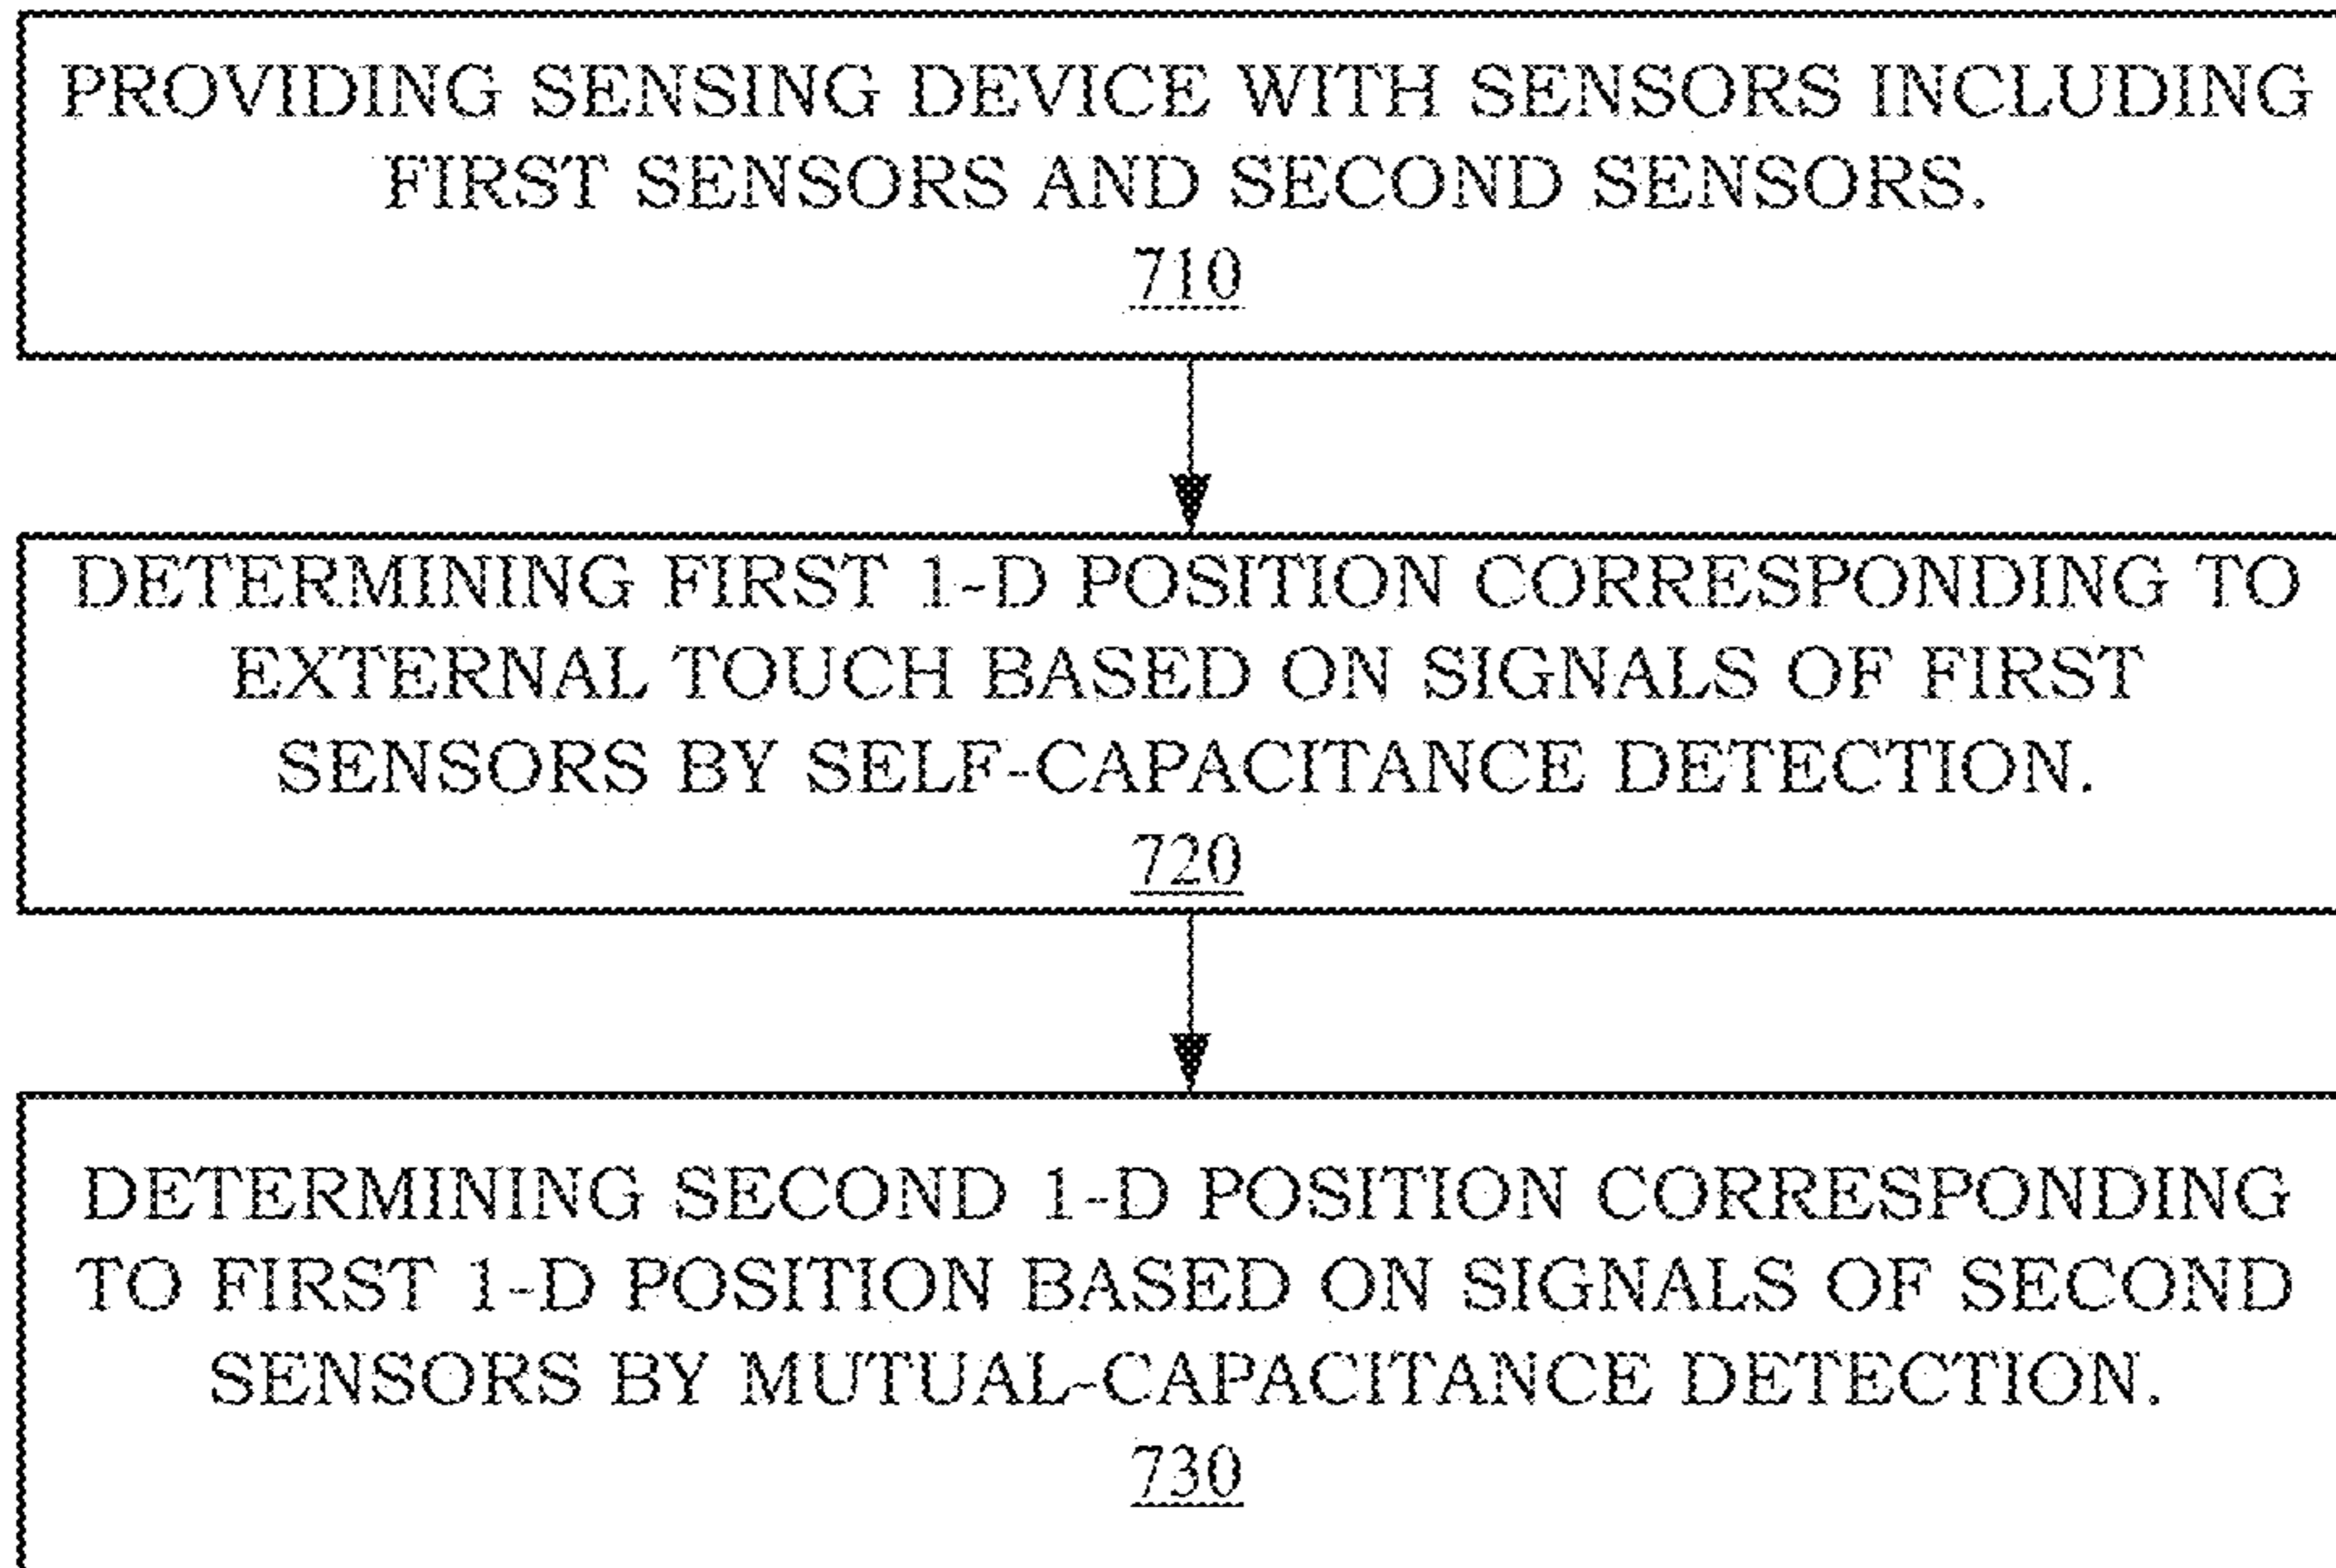 PROVIDING SENSING DEVICE WITH SENSORS INCLUDING
FIRST SENSORS AND SECOND SENSORS.
710
DETERMINING FIRST 1-D POSITION CORRESPONDING TO
EXTERNAL TOUCH BASED ON SIGNALS OF FIRST
SENSORS BY SELF-CAPACITANCE DETECTION.
720
DETERMINING SECOND 1-D POSITION CORRESPONDING
TO FIRST 1-D POSITION BASED ON SIGNALS OF SECOND
SENSORS BY MUTUAL-CAPACITANCE DETECTION.
730